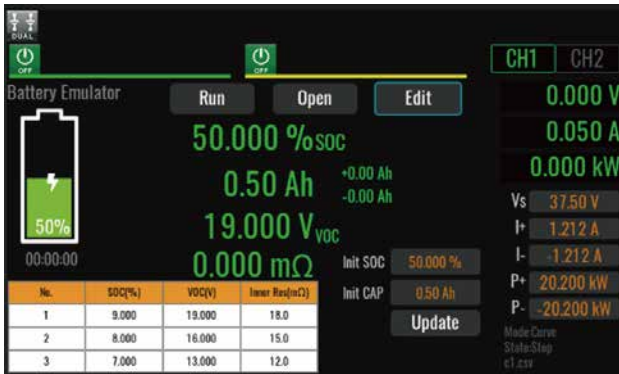 DUAL
OFF
OFF
CH1 CH2
Battery Emulator
Run Open Edit
0.000 V
0.050 A
0.000 kW
50.000 %SOC
0.50 Ah +0.00 Ah
-0.00 Ah
19.000 VVOC
0.000 mΩ
50%
00:00:00
Vs 37.50 V
I+ 1.212 A
I- -1.212 A
P+ 20.200 kW
P- -20.200 kW
Init SOC 50.000 %
Init CAP 0.50 Ah
Update
No. SOC(%) VOC(V) Inner Res(mΩ)
1 9.000 19.000 18.0
2 8.000 16.000 15.0
3 7.000 13.000 12.0
Mode:Curve
State:Stop
c1.csv